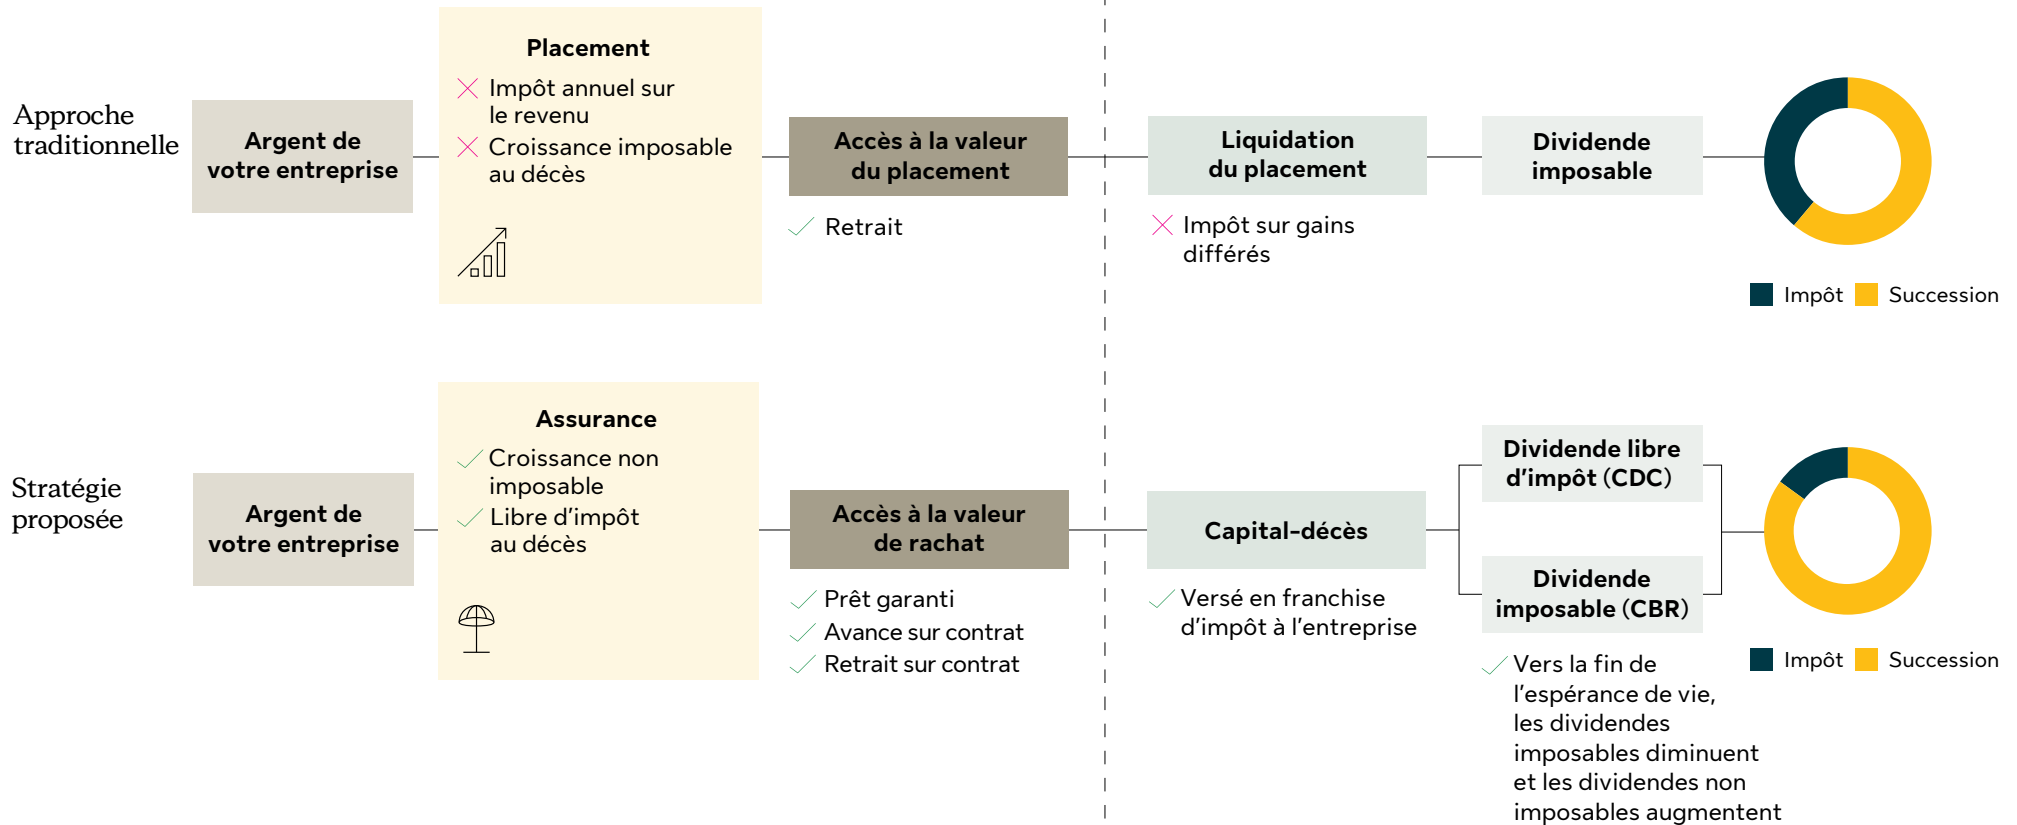 Approche
traditionnelle
Argent de
votre entreprise
Placement
Impôt annuel sur
le revenu
Croissance imposable
au décès
Accès à la valeur
du placement
Retrait
Liquidation
du placement
Impôt sur gains
différés
Dividende
imposable
Impôt
Succession
Stratégie
proposée
Argent de
votre entreprise
Assurance
Croissance non
imposable
Libre d’impôt
au décès
Accès à la valeur
de rachat
Prêt garanti
Avance sur contrat
Retrait sur contrat
Capital-décès
Versé en franchise
d’impôt à l’entreprise
Dividende libre
d’impôt (CDC)
Dividende
imposable (CBR)
Vers la fin de
l’espérance de vie,
les dividendes
imposables diminuent
et les dividendes non
imposables augmentent
Impôt
Succession